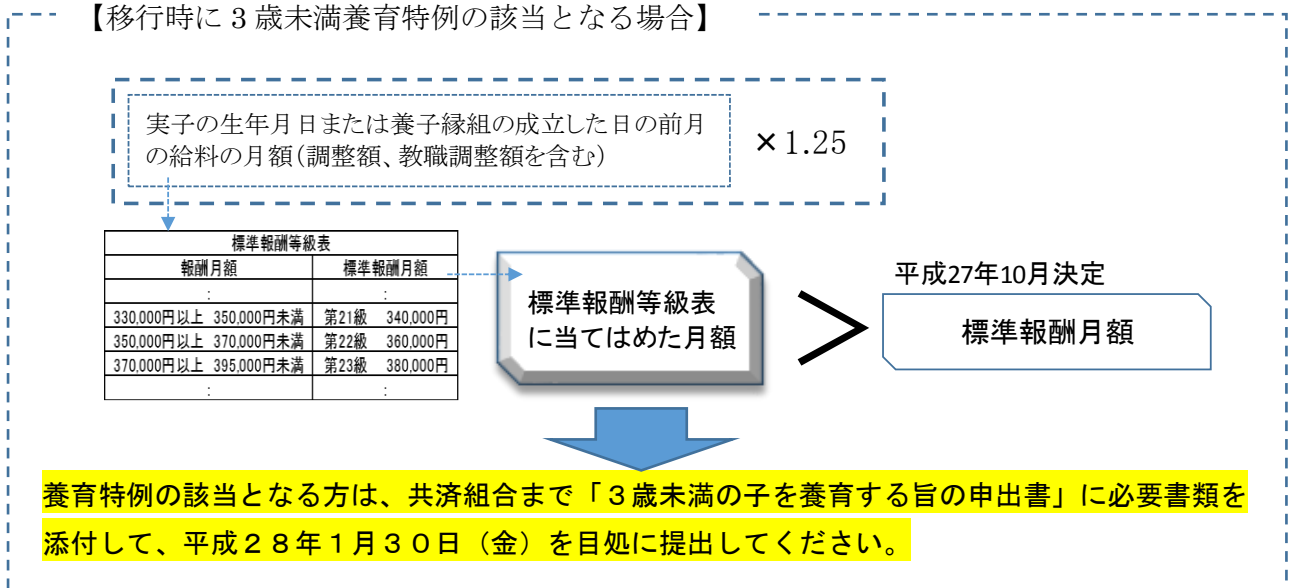 【移行時に3歳未満養育特例の該当となる場合】
実子の生年月日または養子縁組の成立した日の前月
の給料の月額(調整額、教職調整額を含む)
×1.25
標準報酬等級表
報酬月額 標準報酬月額
: :
330,000円以上 350,000円未満 第21級 340,000円
350,000円以上 370,000円未満 第22級 360,000円
370,000円以上 395,000円未満 第23級 380,000円
: :
標準報酬等級表
に当てはめた月額
>
平成27年10月決定
標準報酬月額
養育特例の該当となる方は、共済組合まで「3歳未満の子を養育する旨の申出書」に必要書類を
添付して、平成28年1月30日(金)を目処に提出してください。